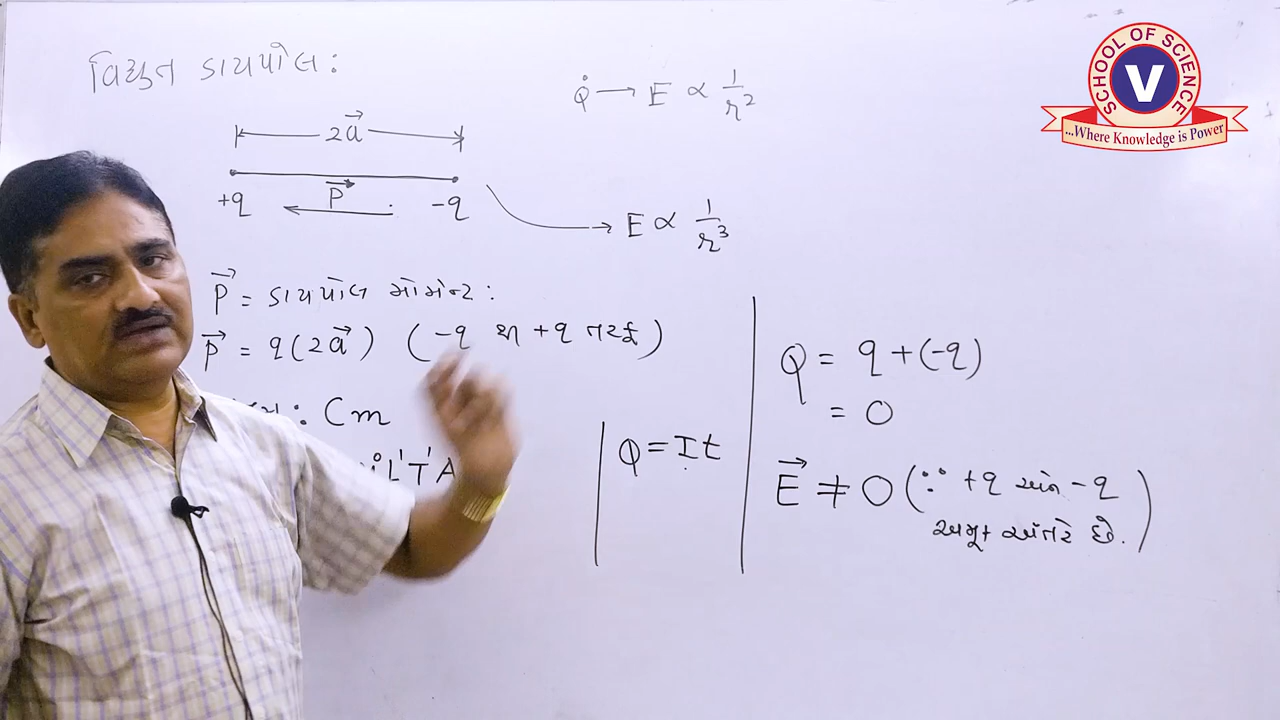 વિદ્યુત ડાયપોલ :
2a⃗
+q P⃗ -q
Q → E ∝ 1/r²
→ E ∝ 1/r³
P⃗ = ડાયપોલ મોમેન્ટ :
P⃗ = q(2a⃗) (-q થી +q તરફ)
: Cm
L¹T¹A
Q = It
Q = q+(-q)
= 0
E⃗ ≠ 0 (∵ +q અને -q
અમુક અંતરે છે.)
SCHOOL OF SCIENCE
V
...Where Knowledge is Power